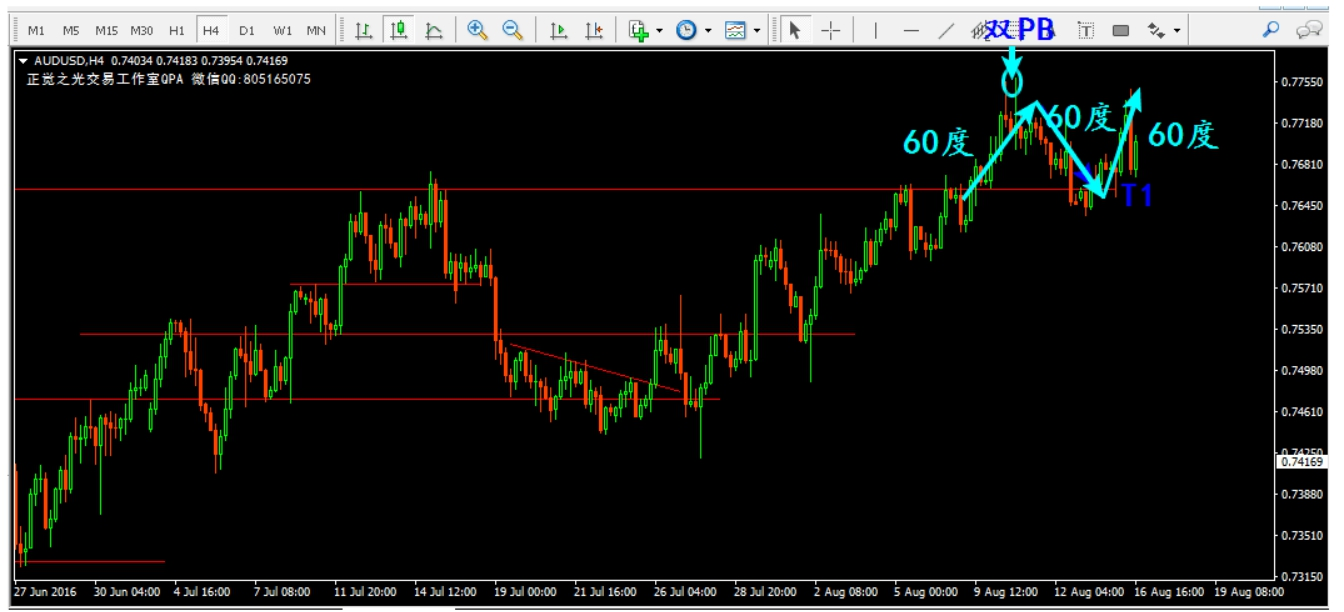 M1 M5 M15 M30 H1 H4 D1 W1 MN
双PB
AUDUSD,H4 0.74034 0.74183 0.73954 0.74169
正觉之光交易工作室QPA 微信QQ:805165075
60度
60度
60度
T1
0.77550
0.77180
0.76810
0.76450
0.76080
0.75710
0.75350
0.74980
0.74610
0.74250
0.74169
0.73880
0.73510
0.73150
27 Jun 2016 30 Jun 04:00 4 Jul 16:00 7 Jul 08:00 11 Jul 20:00 14 Jul 12:00 19 Jul 00:00 21 Jul 16:00 26 Jul 04:00 28 Jul 20:00 2 Aug 08:00 5 Aug 00:00 9 Aug 12:00 12 Aug 04:00 16 Aug 16:00 19 Aug 08:00